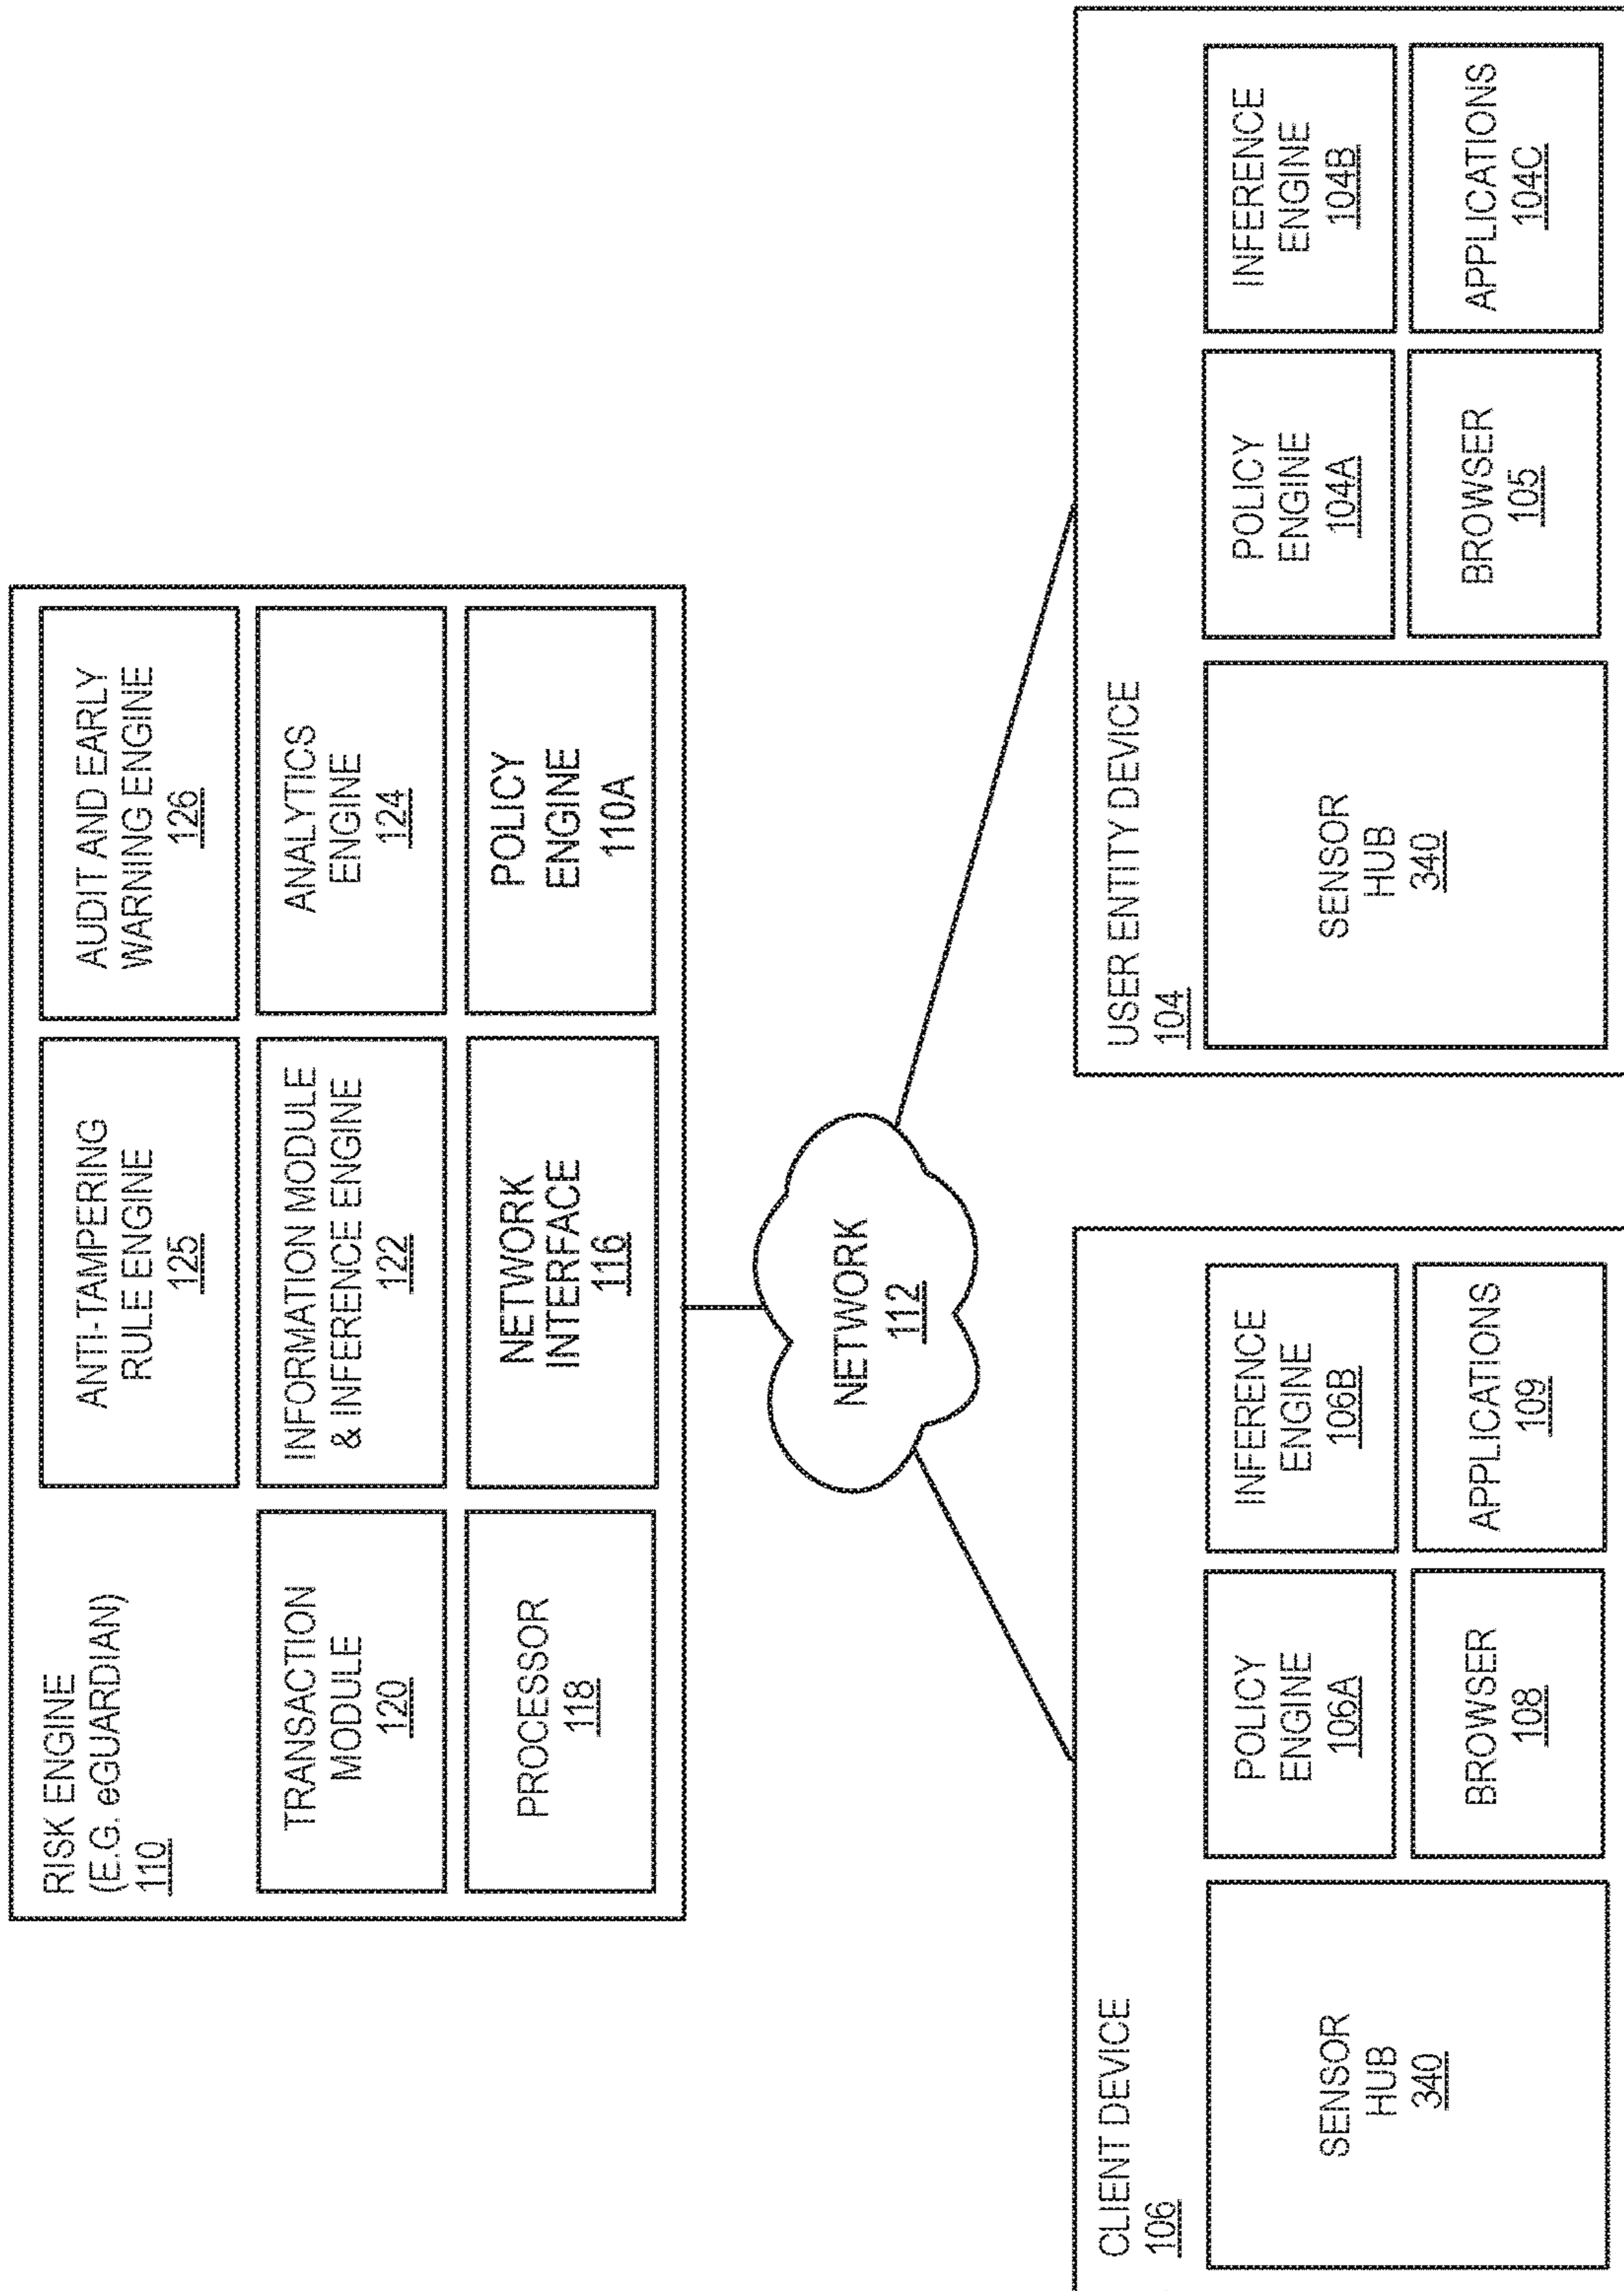 RISK ENGINE
(E.G. eGUARDIAN)
110
ANTI-TAMPERING
RULE ENGINE
125
AUDIT AND EARLY
WARNING ENGINE
126
TRANSACTION
MODULE
120
INFORMATION MODULE
& INFERENCE ENGINE
122
ANALYTICS
ENGINE
124
PROCESSOR
118
NETWORK
INTERFACE
116
POLICY
ENGINE
110A
NETWORK
112
CLIENT DEVICE
106
SENSOR
HUB
340
POLICY
ENGINE
106A
INFERENCE
ENGINE
106B
BROWSER
108
APPLICATIONS
109
USER ENTITY DEVICE
104
SENSOR
HUB
340
POLICY
ENGINE
104A
INFERENCE
ENGINE
104B
BROWSER
105
APPLICATIONS
104C